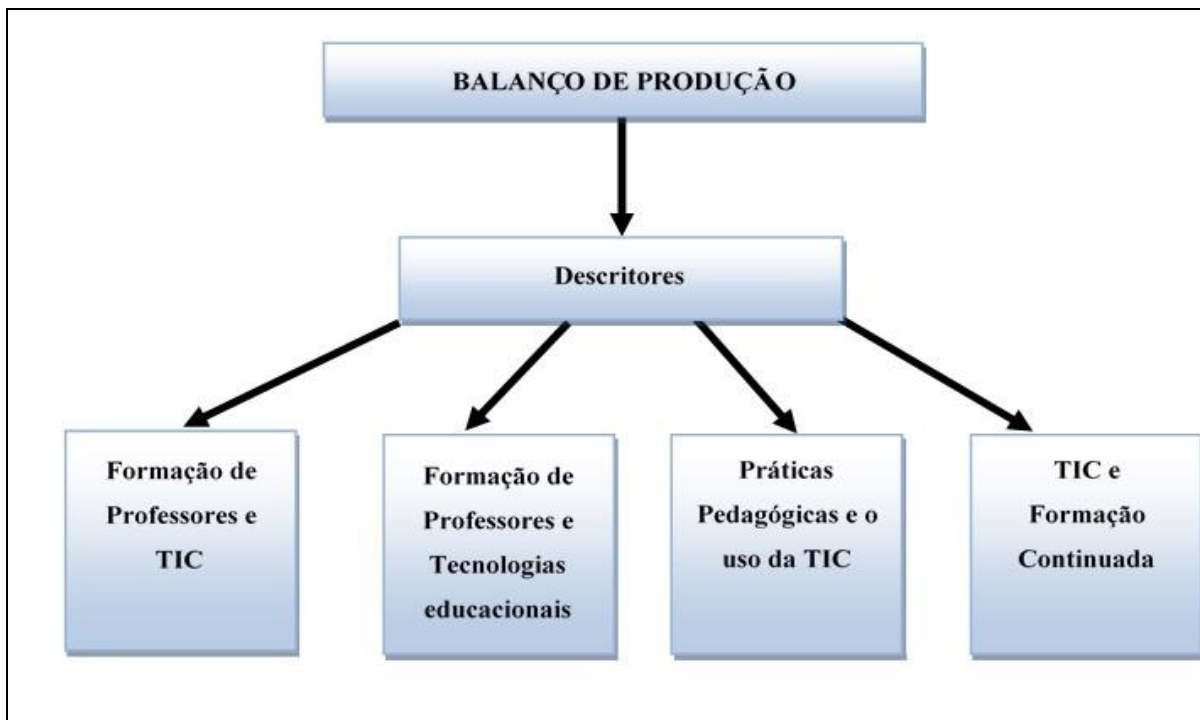 BALANÇO DE PRODUÇÃO
Descritores
Formação de
Professores e
TIC
Formação de
Professores e
Tecnologias
educacionais
Práticas
Pedagógicas e o
uso da TIC
TIC e
Formação
Continuada